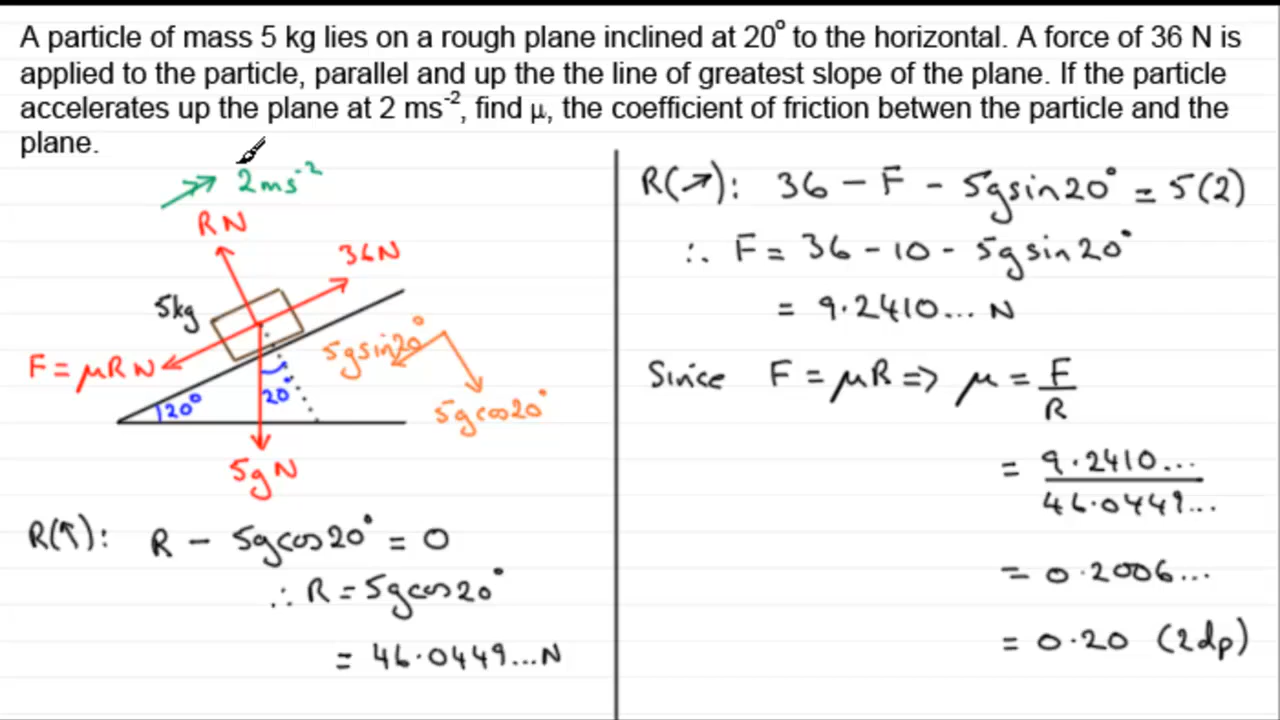 A particle of mass 5 kg lies on a rough plane inclined at 20° to the horizontal. A force of 36 N is
applied to the particle, parallel and up the the line of greatest slope of the plane. If the particle
accelerates up the plane at 2 ms⁻², find μ, the coefficient of friction betwen the particle and the
plane.
2ms⁻²
R N
36N
5kg
F = μR N
5gsin20°
20°
20°
5gcos20°
5g N
R(↑): R − 5gcos20° = 0
∴ R = 5gcos20°
= 46.0449... N
R(↗): 36 − F − 5gsin20° = 5(2)
∴ F = 36 − 10 − 5gsin20°
= 9.2410... N
Since F = μR ⇒ μ = F/R
= 9.2410.../46.0449...
= 0.2006...
= 0.20 (2dp)